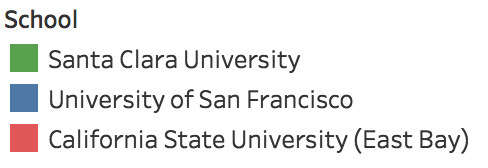 School
Santa Clara University
University of San Francisco
California State University (East Bay)